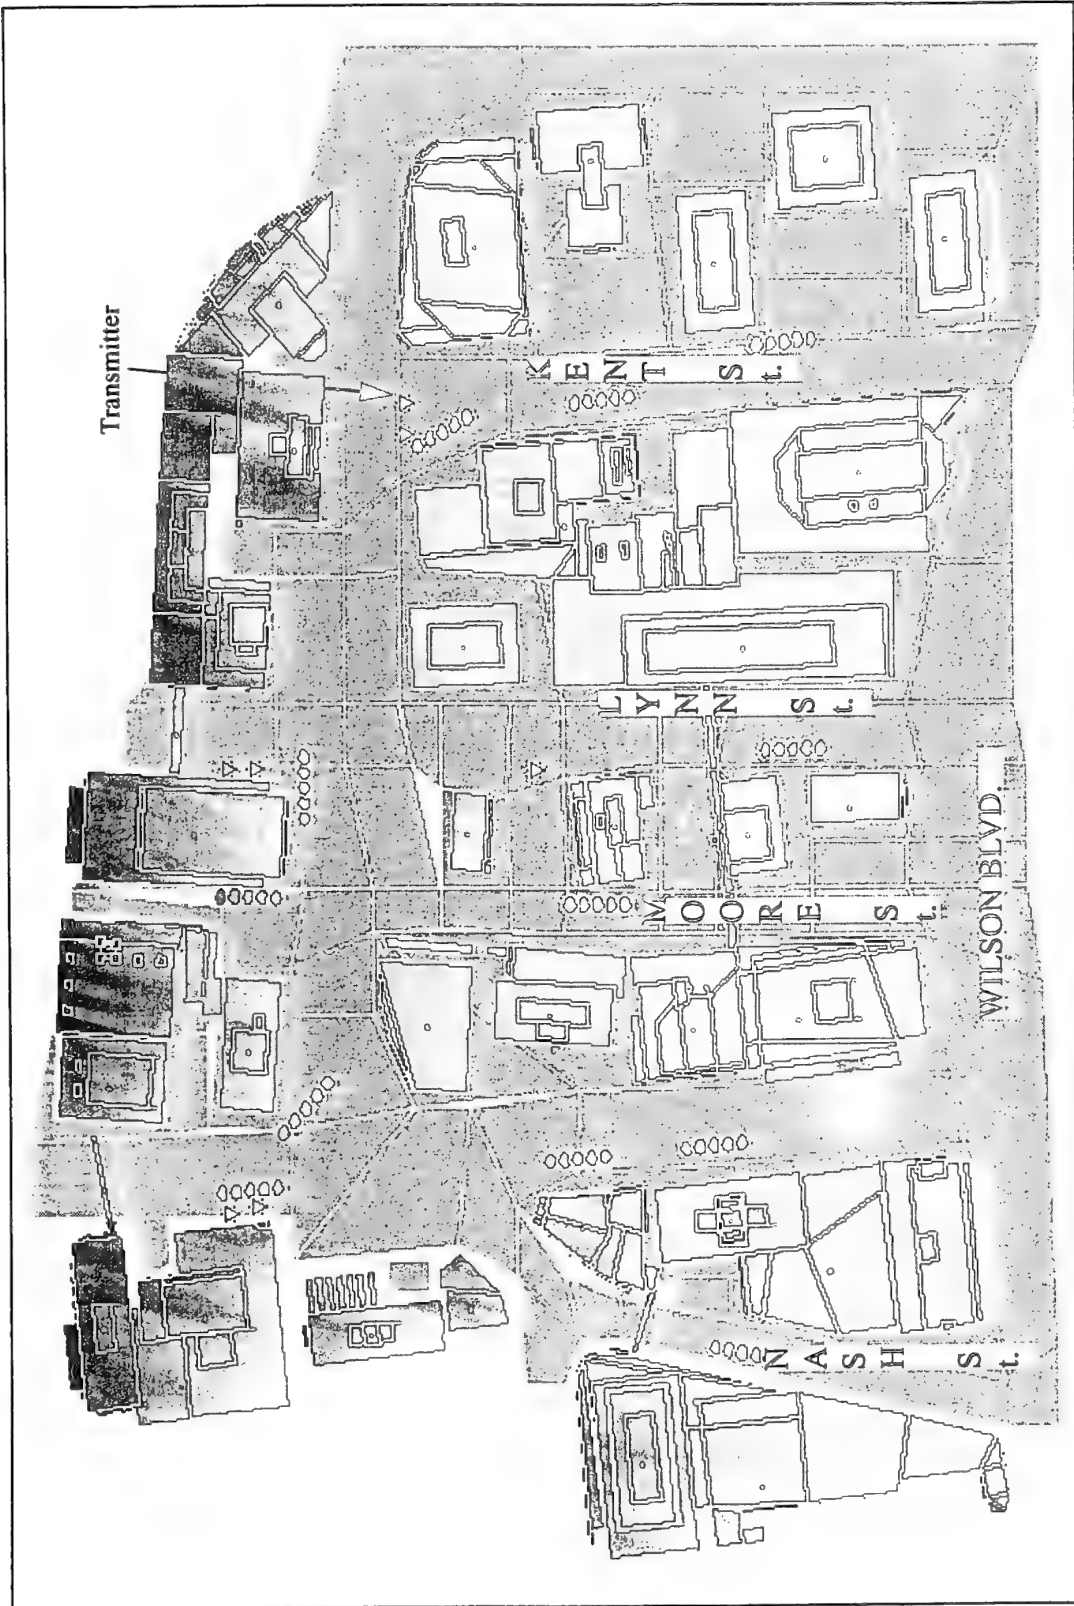 Transmitter
KENT St.
LYNN St.
MOORE St.
WILSON BLVD.
NASH St.